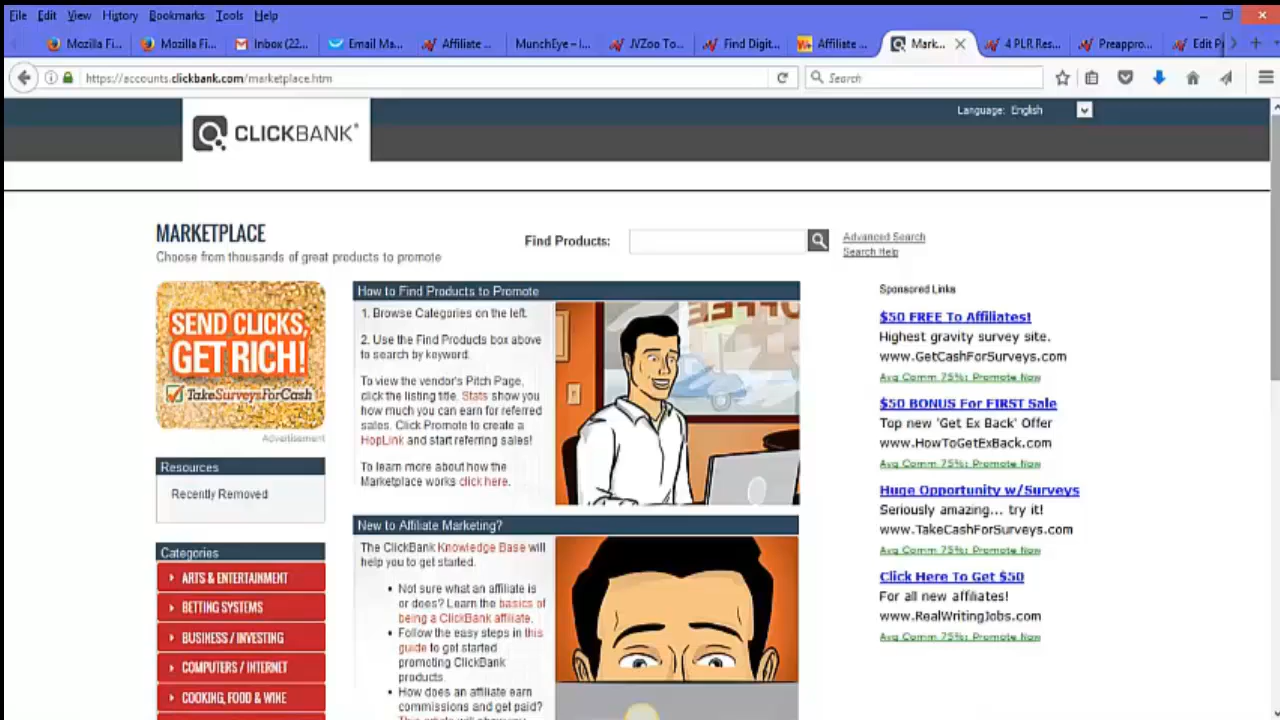 File Edit View History Bookmarks Tools Help
Mozilla Fi... Mozilla Fi... Inbox (22... Email Ma... Affiliate ... MunchEye – I... JVZoo To... Find Digit... Affiliate ... Mark... 4 PLR Res... Preappro... Edit P
https://accounts.clickbank.com/marketplace.htm
Search
Language: English
CLICKBANK®
MARKETPLACE
Choose from thousands of great products to promote
Find Products:
Advanced Search
Search Help
SEND CLICKS,
GET RICH!
TakeSurveysForCash
Advertisement
Resources
Recently Removed
Categories
ARTS & ENTERTAINMENT
BETTING SYSTEMS
BUSINESS / INVESTING
COMPUTERS / INTERNET
COOKING, FOOD & WINE
How to Find Products to Promote
1. Browse Categories on the left.
2. Use the Find Products box above
to search by keyword.
To view the vendor's Pitch Page,
click the listing title. Stats show you
how much you can earn for referred
sales. Click Promote to create a
HopLink and start referring sales!
To learn more about how the
Marketplace works click here.
COFFEE
New to Affiliate Marketing?
The ClickBank Knowledge Base will
help you to get started.
• Not sure what an affiliate is
or does? Learn the basics of
being a ClickBank affiliate.
• Follow the easy steps in this
guide to get started
promoting ClickBank
products.
• How does an affiliate earn
commissions and get paid?
This article will show you
Sponsored Links
$50 FREE To Affiliates!
Highest gravity survey site.
www.GetCashForSurveys.com
Avg Comm 75%: Promote Now
$50 BONUS For FIRST Sale
Top new 'Get Ex Back' Offer
www.HowToGetExBack.com
Avg Comm 75%: Promote Now
Huge Opportunity w/Surveys
Seriously amazing... try it!
www.TakeCashForSurveys.com
Avg Comm 75%: Promote Now
Click Here To Get $50
For all new affiliates!
www.RealWritingJobs.com
Avg Comm 75%: Promote Now